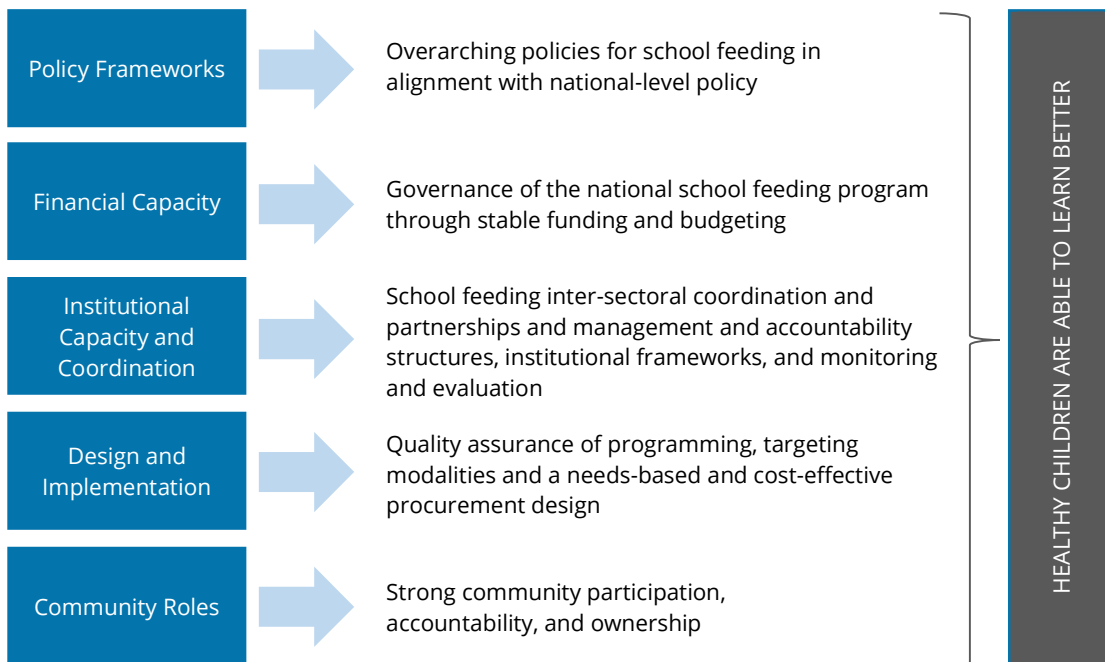 Policy Frameworks
Overarching policies for school feeding in
alignment with national-level policy
Financial Capacity
Governance of the national school feeding program
through stable funding and budgeting
Institutional
Capacity and
Coordination
School feeding inter-sectoral coordination and
partnerships and management and accountability
structures, institutional frameworks, and monitoring
and evaluation
Design and
Implementation
Quality assurance of programming, targeting
modalities and a needs-based and cost-effective
procurement design
Community Roles
Strong community participation,
accountability, and ownership
HEALTHY CHILDREN ARE ABLE TO LEARN BETTER